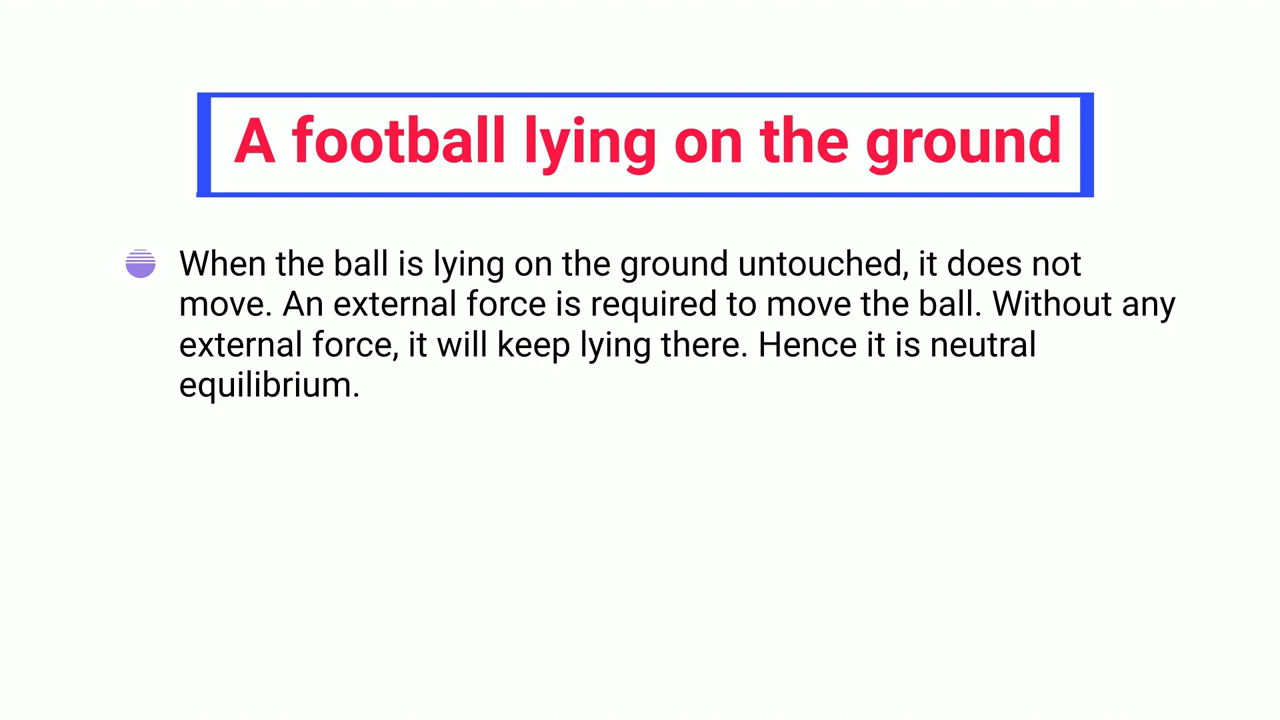 A football lying on the ground
When the ball is lying on the ground untouched, it does not
move. An external force is required to move the ball. Without any
external force, it will keep lying there. Hence it is neutral
equilibrium.